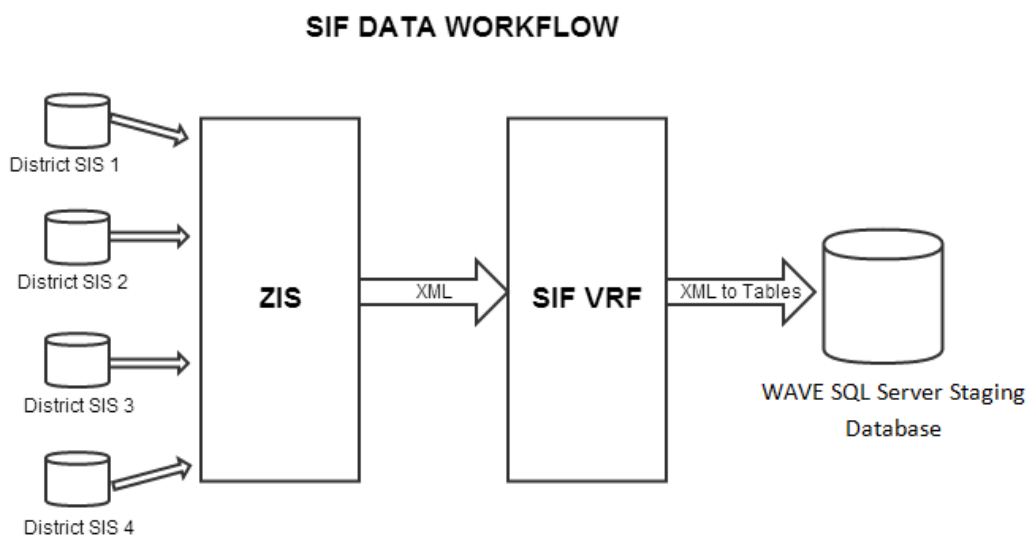 SIF DATA WORKFLOW
District SIS 1
District SIS 2
District SIS 3
District SIS 4
ZIS
XML
SIF VRF
XML to Tables
WAVE SQL Server Staging
Database